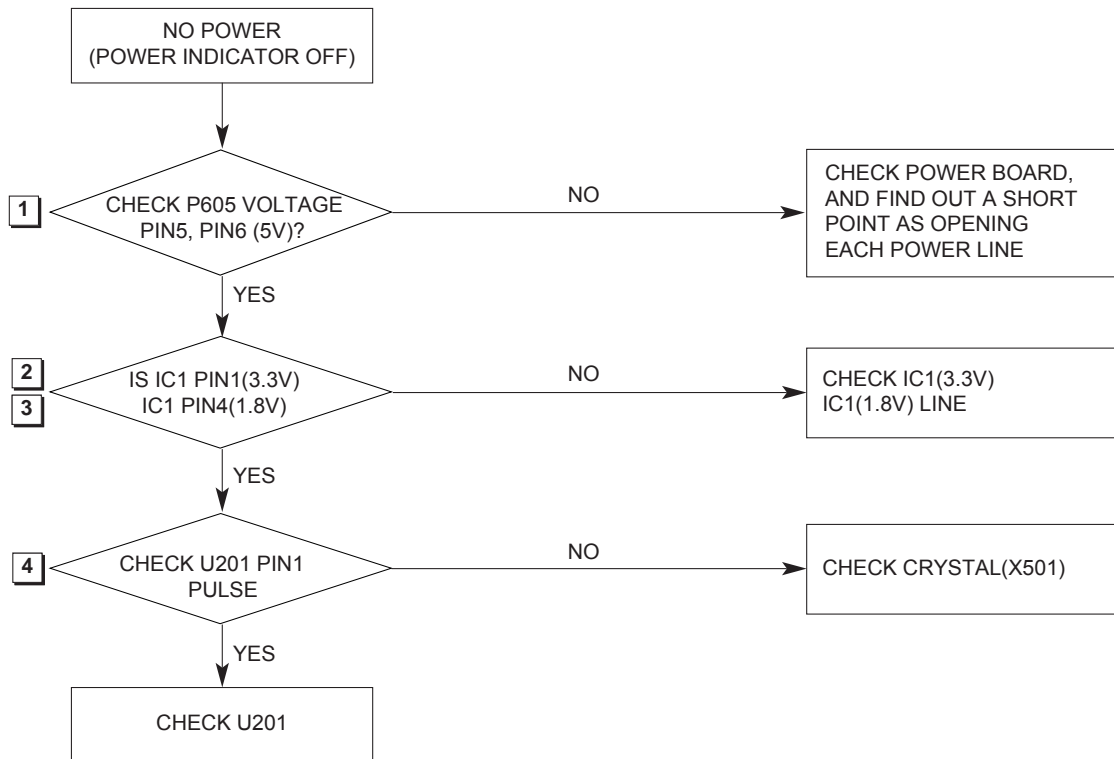 NO POWER
(POWER INDICATOR OFF)
1
CHECK P605 VOLTAGE
PIN5, PIN6 (5V)?
NO
CHECK POWER BOARD,
AND FIND OUT A SHORT
POINT AS OPENING
EACH POWER LINE
YES
2
3
IS IC1 PIN1(3.3V)
IC1 PIN4(1.8V)
NO
CHECK IC1(3.3V)
IC1(1.8V) LINE
YES
4
CHECK U201 PIN1
PULSE
NO
CHECK CRYSTAL(X501)
YES
CHECK U201